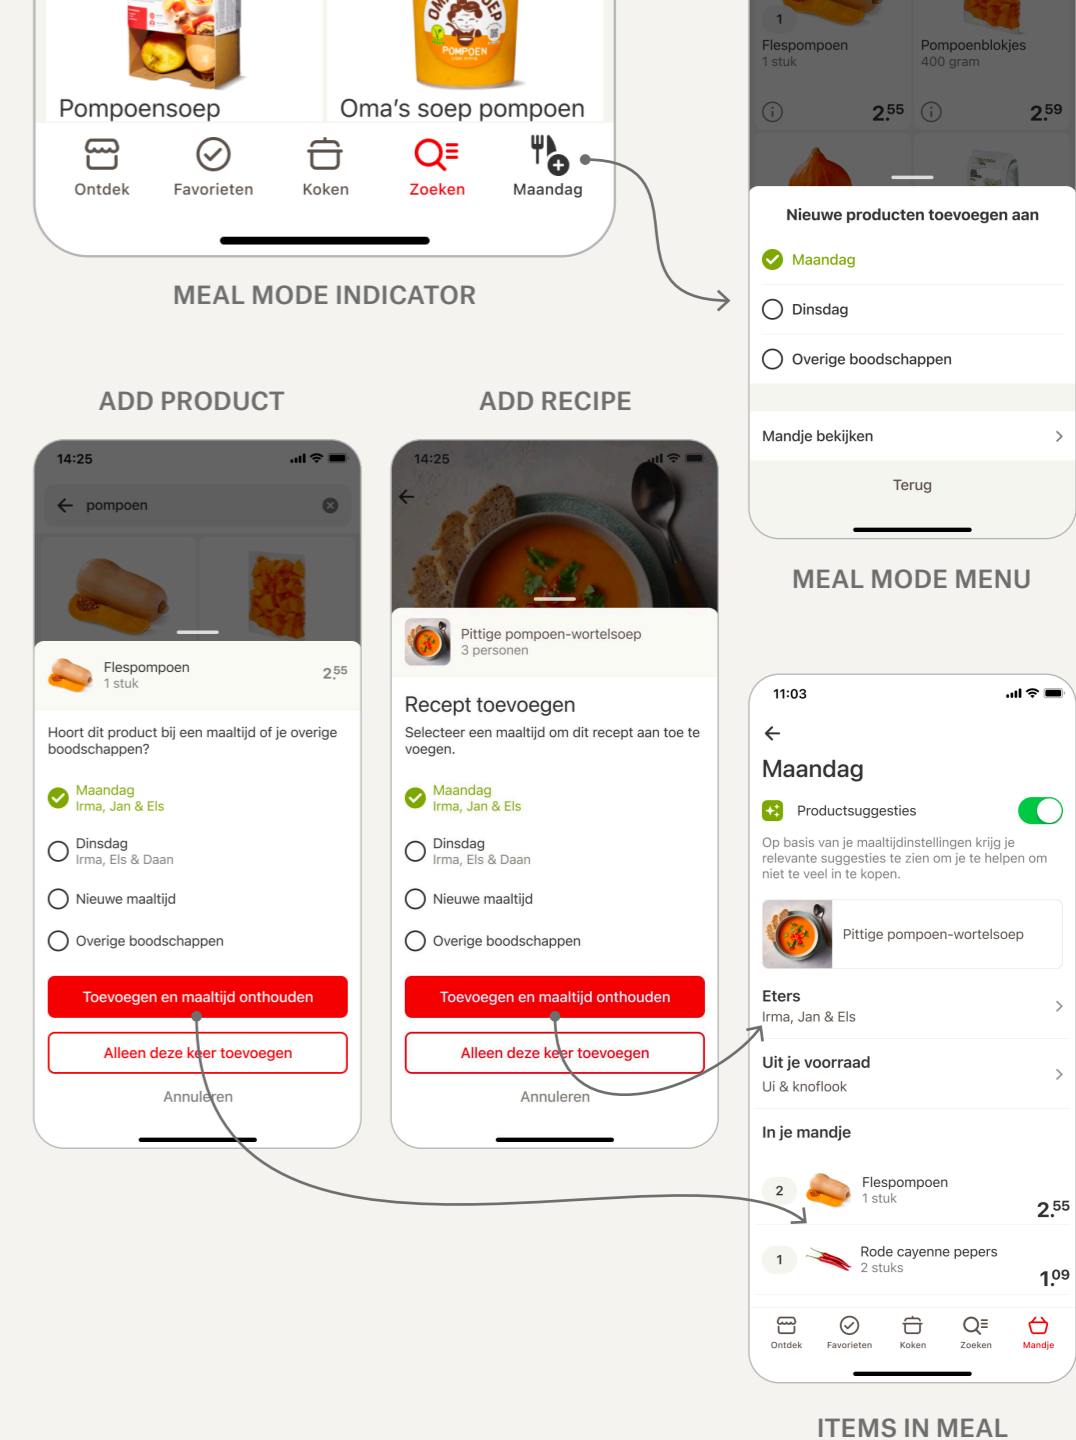 POMPOEN
Pompoensoep
Oma's soep pompoen
Ontdek
Favorieten
Koken
Zoeken
Maandag
MEAL MODE INDICATOR
1
Flespompoen
1 stuk
2.55
Pompoenblokjes
400 gram
2.59
Nieuwe producten toevoegen aan
Maandag
Dinsdag
Overige boodschappen
Mandje bekijken
Terug
MEAL MODE MENU
ADD PRODUCT
14:25
pompoen
Flespompoen
1 stuk
2.55
Hoort dit product bij een maaltijd of je overige
boodschappen?
Maandag
Irma, Jan & Els
Dinsdag
Irma, Els & Daan
Nieuwe maaltijd
Overige boodschappen
Toevoegen en maaltijd onthouden
Alleen deze keer toevoegen
Annuleren
ADD RECIPE
14:25
Pittige pompoen-wortelsoep
3 personen
Recept toevoegen
Selecteer een maaltijd om dit recept aan toe te
voegen.
Maandag
Irma, Jan & Els
Dinsdag
Irma, Els & Daan
Nieuwe maaltijd
Overige boodschappen
Toevoegen en maaltijd onthouden
Alleen deze keer toevoegen
Annuleren
11:03
Maandag
Productsuggesties
Op basis van je maaltijdinstellingen krijg je
relevante suggesties te zien om je te helpen om
niet te veel in te kopen.
Pittige pompoen-wortelsoep
Eters
Irma, Jan & Els
Uit je voorraad
Ui & knoflook
In je mandje
2
Flespompoen
1 stuk
2.55
1
Rode cayenne pepers
2 stuks
1.09
Ontdek
Favorieten
Koken
Zoeken
Mandje
ITEMS IN MEAL